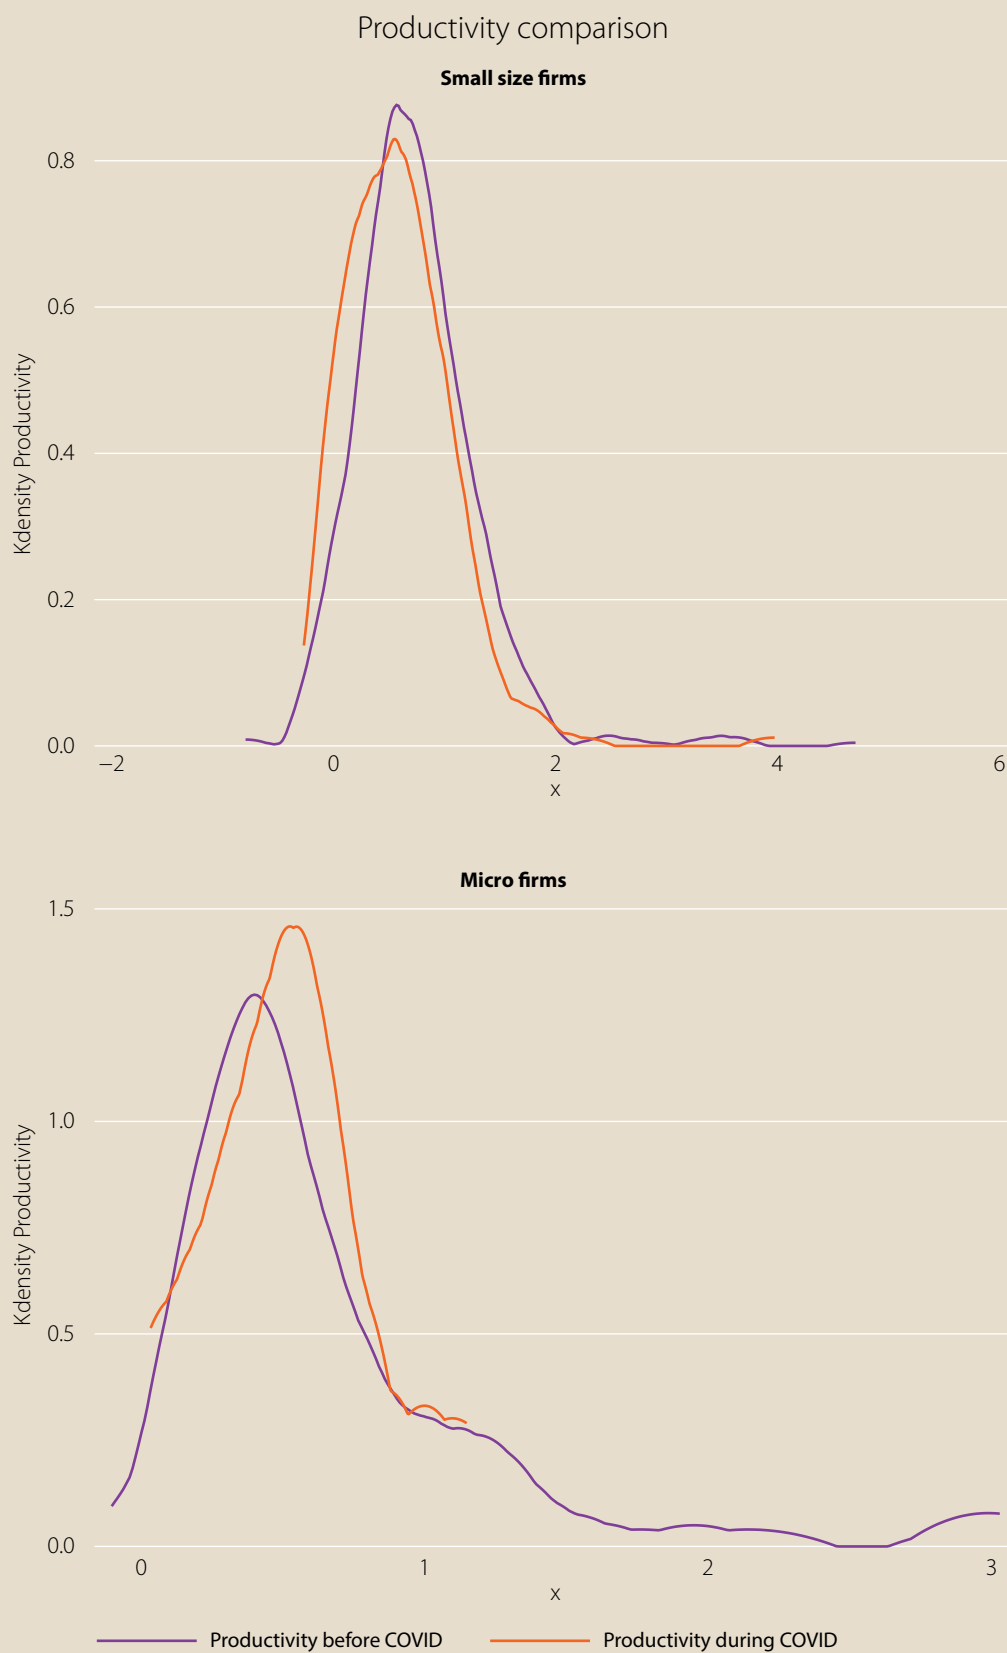 Productivity comparison
Small size firms
Kdensity Productivity
0.8
0.6
0.4
0.2
0.0
−2 0 2 4 6
x
Micro firms
Kdensity Productivity
1.5
1.0
0.5
0.0
0 1 2 3
x
Productivity before COVID Productivity during COVID